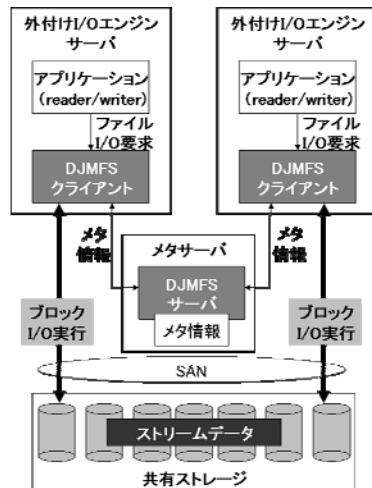 外付けI/Oエンジン
サーバ
アプリケーション
(reader/writer)
ファイル
I/O要求
DJMFS
クライアント
外付けI/Oエンジン
サーバ
アプリケーション
(reader/writer)
ファイル
I/O要求
DJMFS
クライアント
メタ
情報
メタ
情報
メタサーバ
DJMFS
サーバ
メタ情報
ブロック
I/O実行
ブロック
I/O実行
SAN
ストリームデータ
共有ストレージ